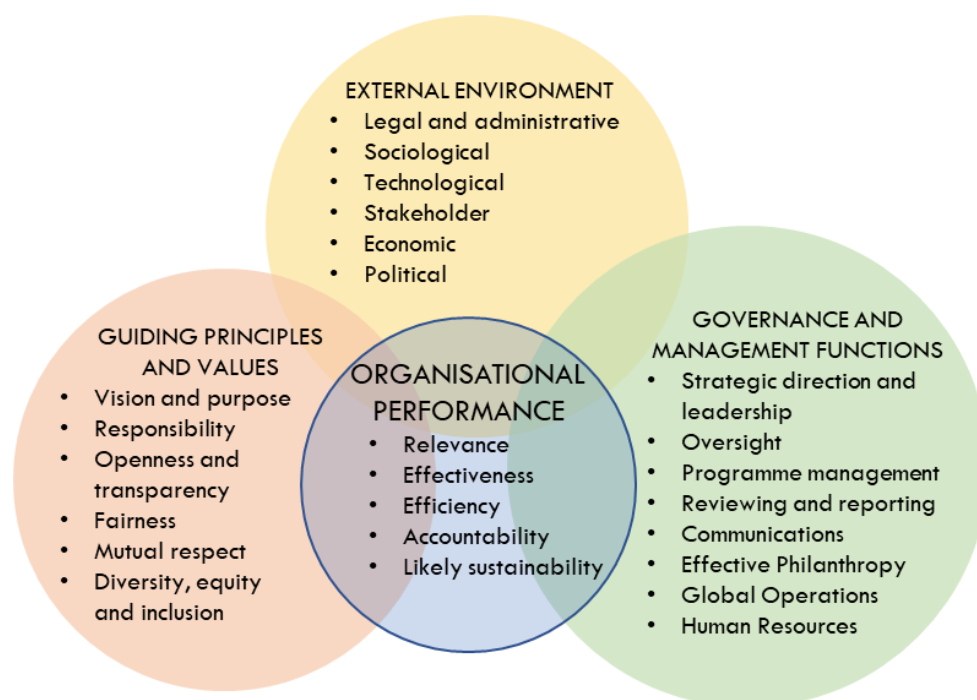 EXTERNAL ENVIRONMENT
• Legal and administrative
• Sociological
• Technological
• Stakeholder
• Economic
• Political
GUIDING PRINCIPLES
AND VALUES
• Vision and purpose
• Responsibility
• Openness and
transparency
• Fairness
• Mutual respect
• Diversity, equity
and inclusion
ORGANISATIONAL
PERFORMANCE
• Relevance
• Effectiveness
• Efficiency
• Accountability
• Likely sustainability
GOVERNANCE AND
MANAGEMENT FUNCTIONS
• Strategic direction and
leadership
• Oversight
• Programme management
• Reviewing and reporting
• Communications
• Effective Philanthropy
• Global Operations
• Human Resources